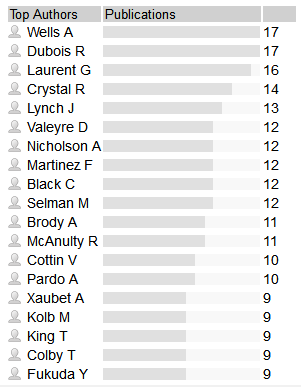 Top Authors Publications
Wells A 17
Dubois R 17
Laurent G 16
Crystal R 14
Lynch J 13
Valeyre D 12
Nicholson A 12
Martinez F 12
Black C 12
Selman M 12
Brody A 11
McAnulty R 11
Cottin V 10
Pardo A 10
Xaubet A 9
Kolb M 9
King T 9
Colby T 9
Fukuda Y 9